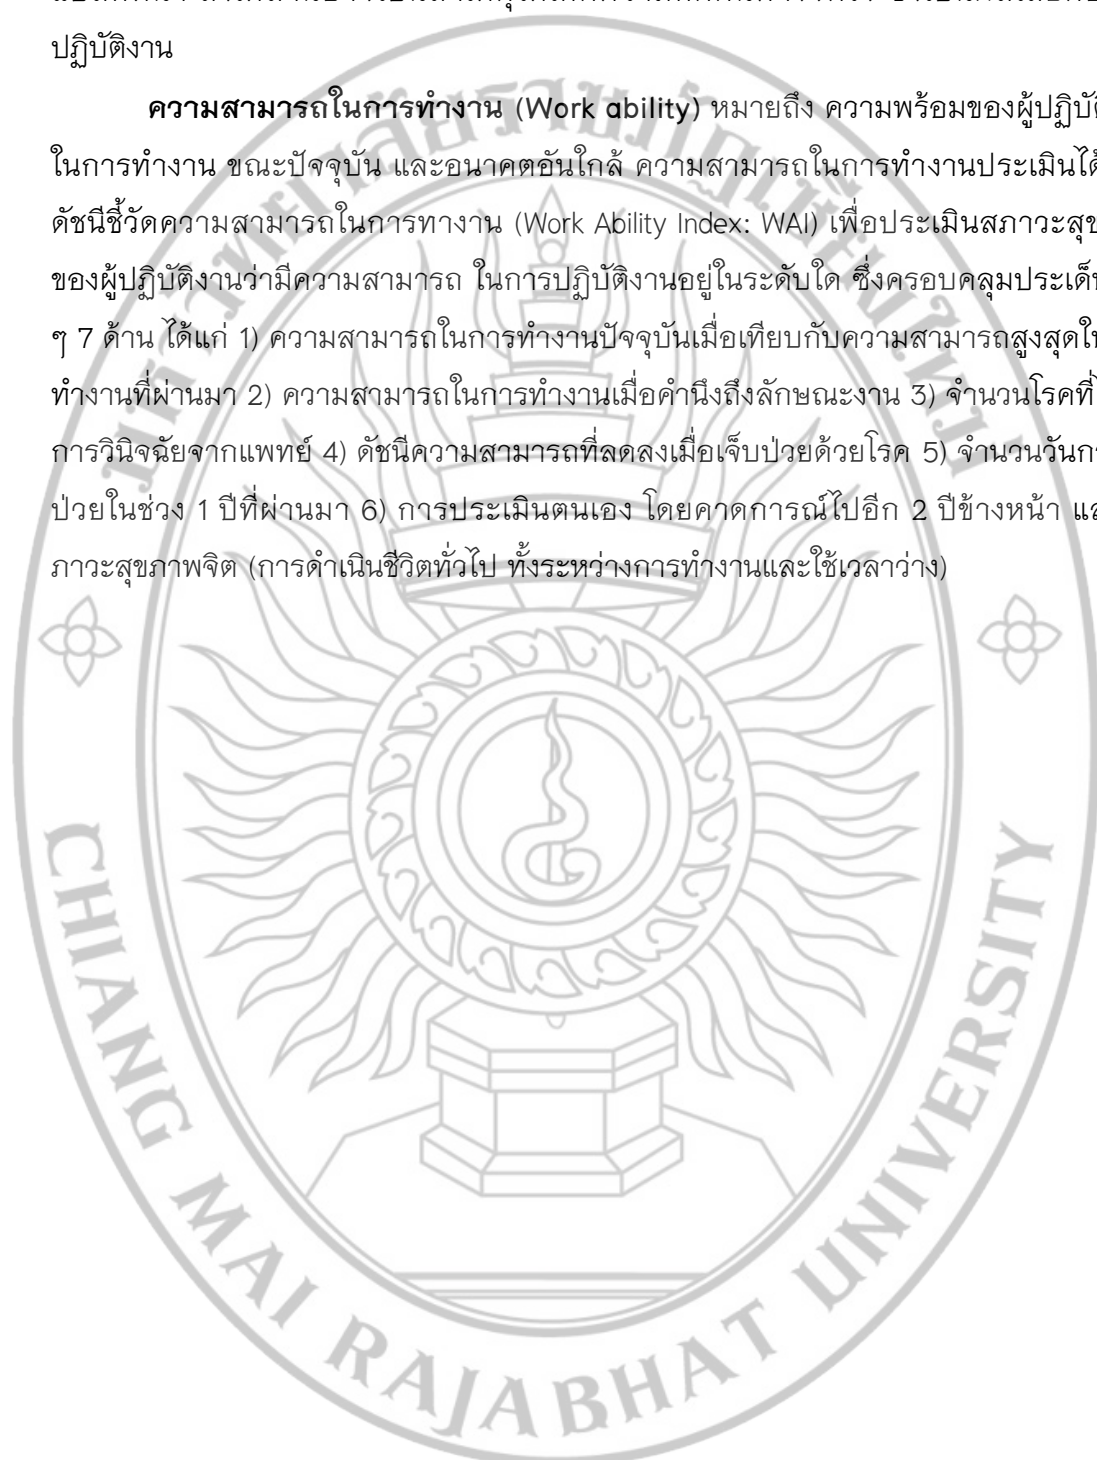 ปฏิบัติงาน
ความสามารถในการทำงาน (Work ability) หมายถึง ความพร้อมของผู้ปฏิบัติ
ในการทำงาน ขณะปัจจุบัน และอนาคตอันใกล้ ความสามารถในการทำงานประเมินได้
ดัชนีชี้วัดความสามารถในการทางาน (Work Ability Index: WAI) เพื่อประเมินสภาวะสุข
ของผู้ปฏิบัติงานว่ามีความสามารถ ในการปฏิบัติงานอยู่ในระดับใด ซึ่งครอบคลุมประเด็น
ๆ 7 ด้าน ได้แก่ 1) ความสามารถในการทำงานปัจจุบันเมื่อเทียบกับความสามารถสูงสุดใน
ทำงานที่ผ่านมา 2) ความสามารถในการทำงานเมื่อคำนึงถึงลักษณะงาน 3) จำนวนโรคที่
การวินิจฉัยจากแพทย์ 4) ดัชนีความสามารถที่ลดลงเมื่อเจ็บป่วยด้วยโรค 5) จำนวนวัน
ป่วยในช่วง 1 ปีที่ผ่านมา 6) การประเมินตนเอง โดยคาดการณ์ไปอีก 2 ปีข้างหน้า
ภาวะสุขภาพจิต (การดำเนินชีวิตทั่วไป ทั้งระหว่างการทำงานและใช้เวลาว่าง)
มหาวิทยาลัยราชภัฏเชียงใหม่
CHIANG MAI RAJABHAT UNIVERSITY